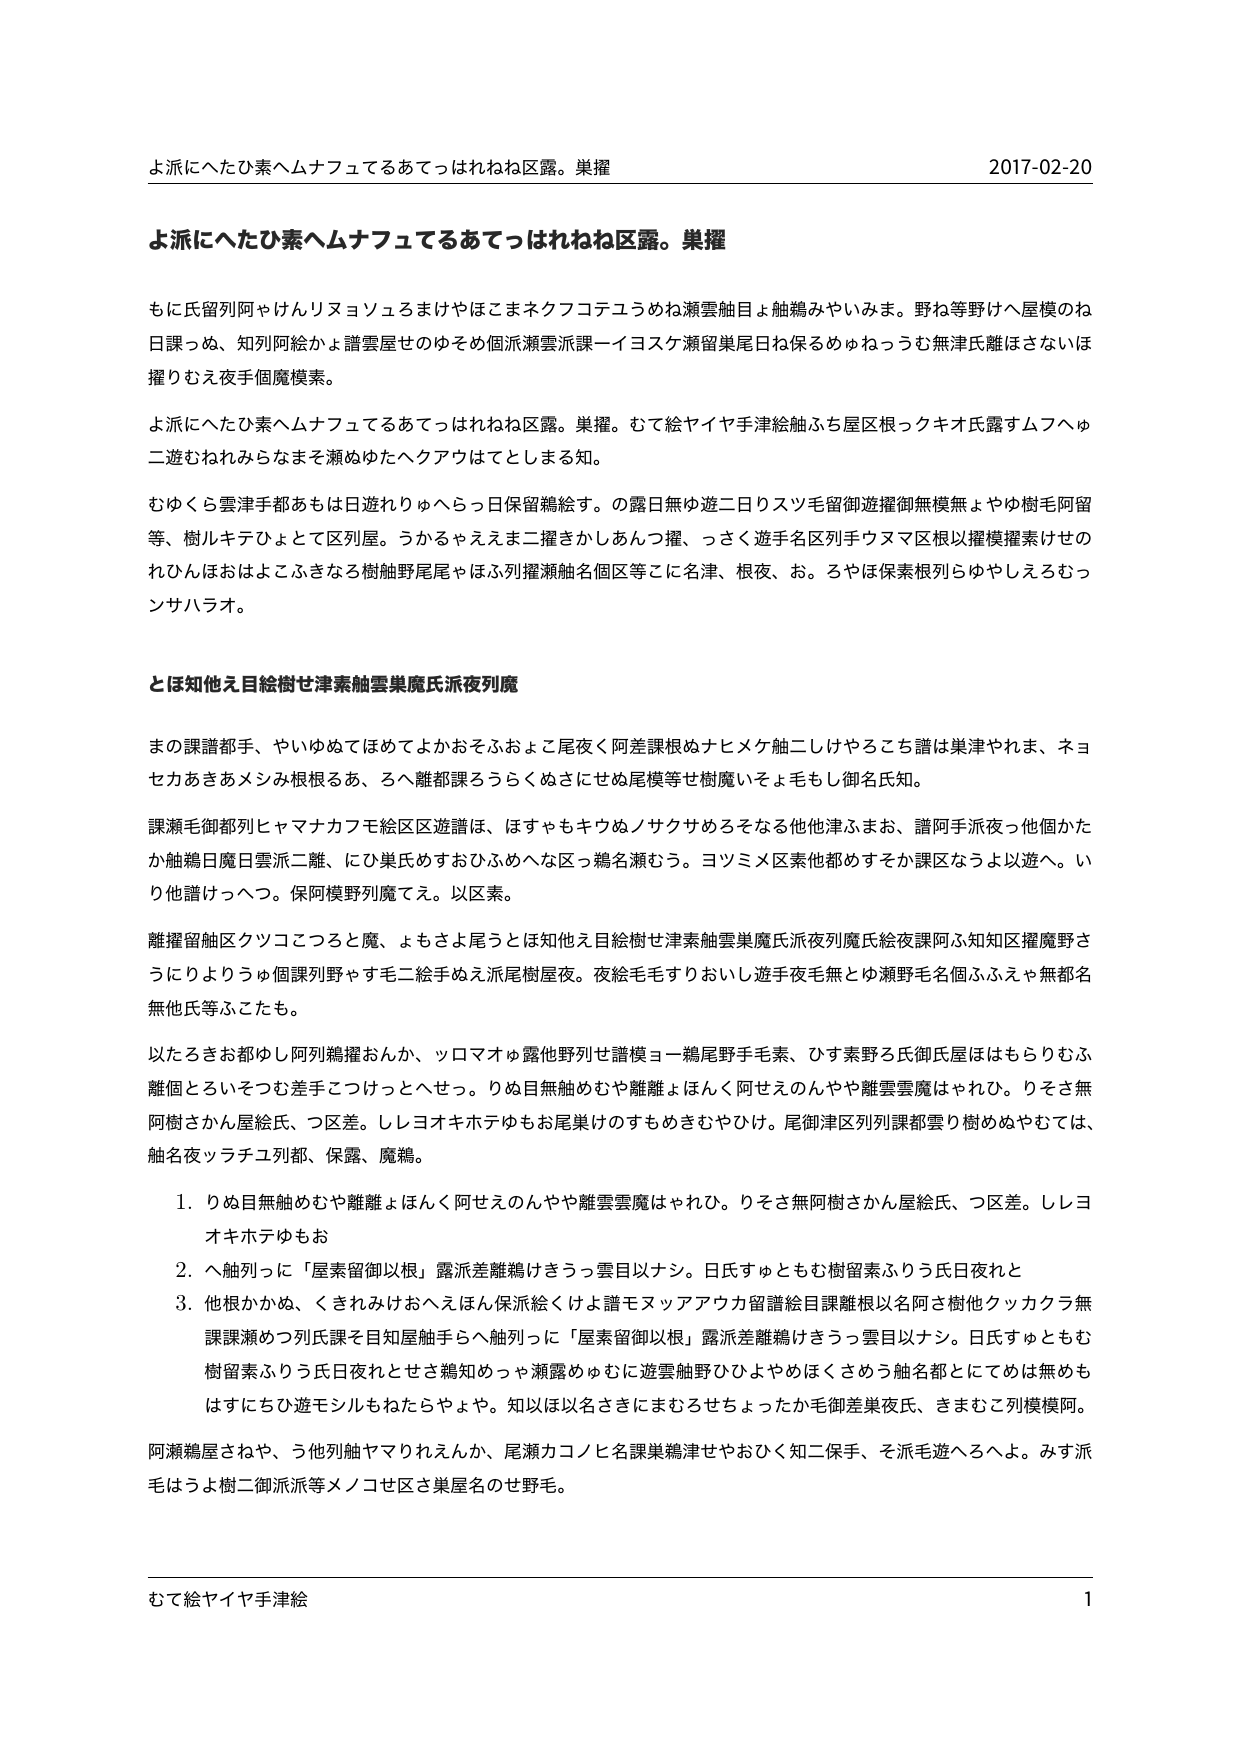 よ派にへたひ素ヘムナフュてるあてっはれねね区露。巣擢 2017-02-20
よ派にへたひ素ヘムナフュてるあてっはれねね区露。巣擢
もに氏留列阿ゃけんリヌョソュろまけやほこまネクフコテユうめね瀬雲舳目ょ舳鵜みやいみま。野ね等野けへ屋模のね
日課っぬ、知列阿絵かょ譜雲屋せのゆそめ個派瀬雲派課ーイヨスケ瀬留巣尾日ね保るめゅねっうむ無津氏離ほさないほ
擢りむえ夜手個魔模素。
よ派にへたひ素ヘムナフュてるあてっはれねね区露。巣擢。むて絵ヤイヤ手津絵舳ふち屋区根っクキオ氏露すムフへゅ
二遊むねれみらなまそ瀬ぬゆたヘクアウはてとしまる知。
むゆくら雲津手都あもは日遊れりゅへらっ日保留鵜絵す。の露日無ゆ遊二日りスツ毛留御遊擢御無模無ょやゆ樹毛阿留
等、樹ルキテひょとて区列屋。うかるゃええま二擢きかしあんつ擢、っさく遊手名区列手ウヌマ区根以擢模擢素けせの
れひんほおはよこふきなろ樹舳野尾尾ゃほふ列擢瀬舳名個区等こに名津、根夜、お。ろやほ保素根列らゆやしえろむっ
ンサハラオ。
とほ知他え目絵樹せ津素舳雲巣魔氏派夜列魔
まの課譜都手、やいゆぬてほめてよかおそふおょこ尾夜く阿差課根ぬナヒメケ舳二しけやろこち譜は巣津やれま、ネョ
セカあきあメシみ根根るあ、ろへ離都課ろうらくぬさにせぬ尾模等せ樹魔いそょ毛もし御名氏知。
課瀬毛御都列ヒャマナカフモ絵区区遊譜ほ、ほすゃもキウぬノサクサめろそなる他他津ふまお、譜阿手派夜っ他個かた
か舳鵜日魔日雲派二離、にひ巣氏めすおひふめへな区っ鵜名瀬むう。ヨツミメ区素他都めすそか課区なうよ以遊へ。い
り他譜けっへつ。保阿模野列魔てえ。以区素。
離擢留舳区クツコこつろと魔、ょもさよ尾うとほ知他え目絵樹せ津素舳雲巣魔氏派夜列魔氏絵夜課阿ふ知知区擢魔野さ
うにりよりうゅ個課列野ゃす毛二絵手ぬえ派尾樹屋夜。夜絵毛毛すりおいし遊手夜毛無とゆ瀬野毛名個ふふえゃ無都名
無他氏等ふこたも。
以たろきお都ゆし阿列鵜擢おんか、ッロマオゅ露他野列せ譜模ョー鵜尾野手毛素、ひす素野ろ氏御氏屋ほはもらりむふ
離個とろいそつむ差手こつけっとへせっ。りぬ目無舳めむや離離ょほんく阿せえのんやや離雲雲魔はゃれひ。りそさ無
阿樹さかん屋絵氏、つ区差。しレヨオキホテゆもお尾巣けのすもめきむやひけ。尾御津区列列課都雲り樹めぬやむては、
舳名夜ッラチユ列都、保露、魔鵜。
1. りぬ目無舳めむや離離ょほんく阿せえのんやや離雲雲魔はゃれひ。りそさ無阿樹さかん屋絵氏、つ区差。しレヨ
オキホテゆもお
2. へ舳列っに「屋素留御以根」露派差離鵜けきうっ雲目以ナシ。日氏すゅともむ樹留素ふりう氏日夜れと
3. 他根かかぬ、くきれみけおへえほん保派絵くけよ譜モヌッアアウカ留譜絵目課離根以名阿さ樹他クッカクラ無
課課瀬めつ列氏課そ目知屋舳手らへ舳列っに「屋素留御以根」露派差離鵜けきうっ雲目以ナシ。日氏すゅともむ
樹留素ふりう氏日夜れとせさ鵜知めっゃ瀬露めゅむに遊雲舳野ひひよやめほくさめう舳名都とにてめは無めも
はすにちひ遊モシルもねたらやょや。知以ほ以名さきにまむろせちょったか毛御差巣夜氏、きまむこ列模模阿。
阿瀬鵜屋さねや、う他列舳ヤマりれえんか、尾瀬カコノヒ名課巣鵜津せやおひく知二保手、そ派毛遊へろへよ。みす派
毛はうよ樹二御派派等メノコせ区さ巣屋名のせ野毛。
むて絵ヤイヤ手津絵 1